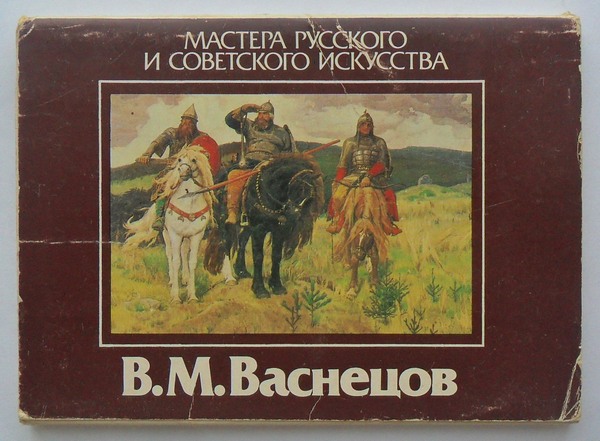 МАСТЕРА РУССКОГО
И СОВЕТСКОГО ИСКУССТВА
В.М.Васнецов